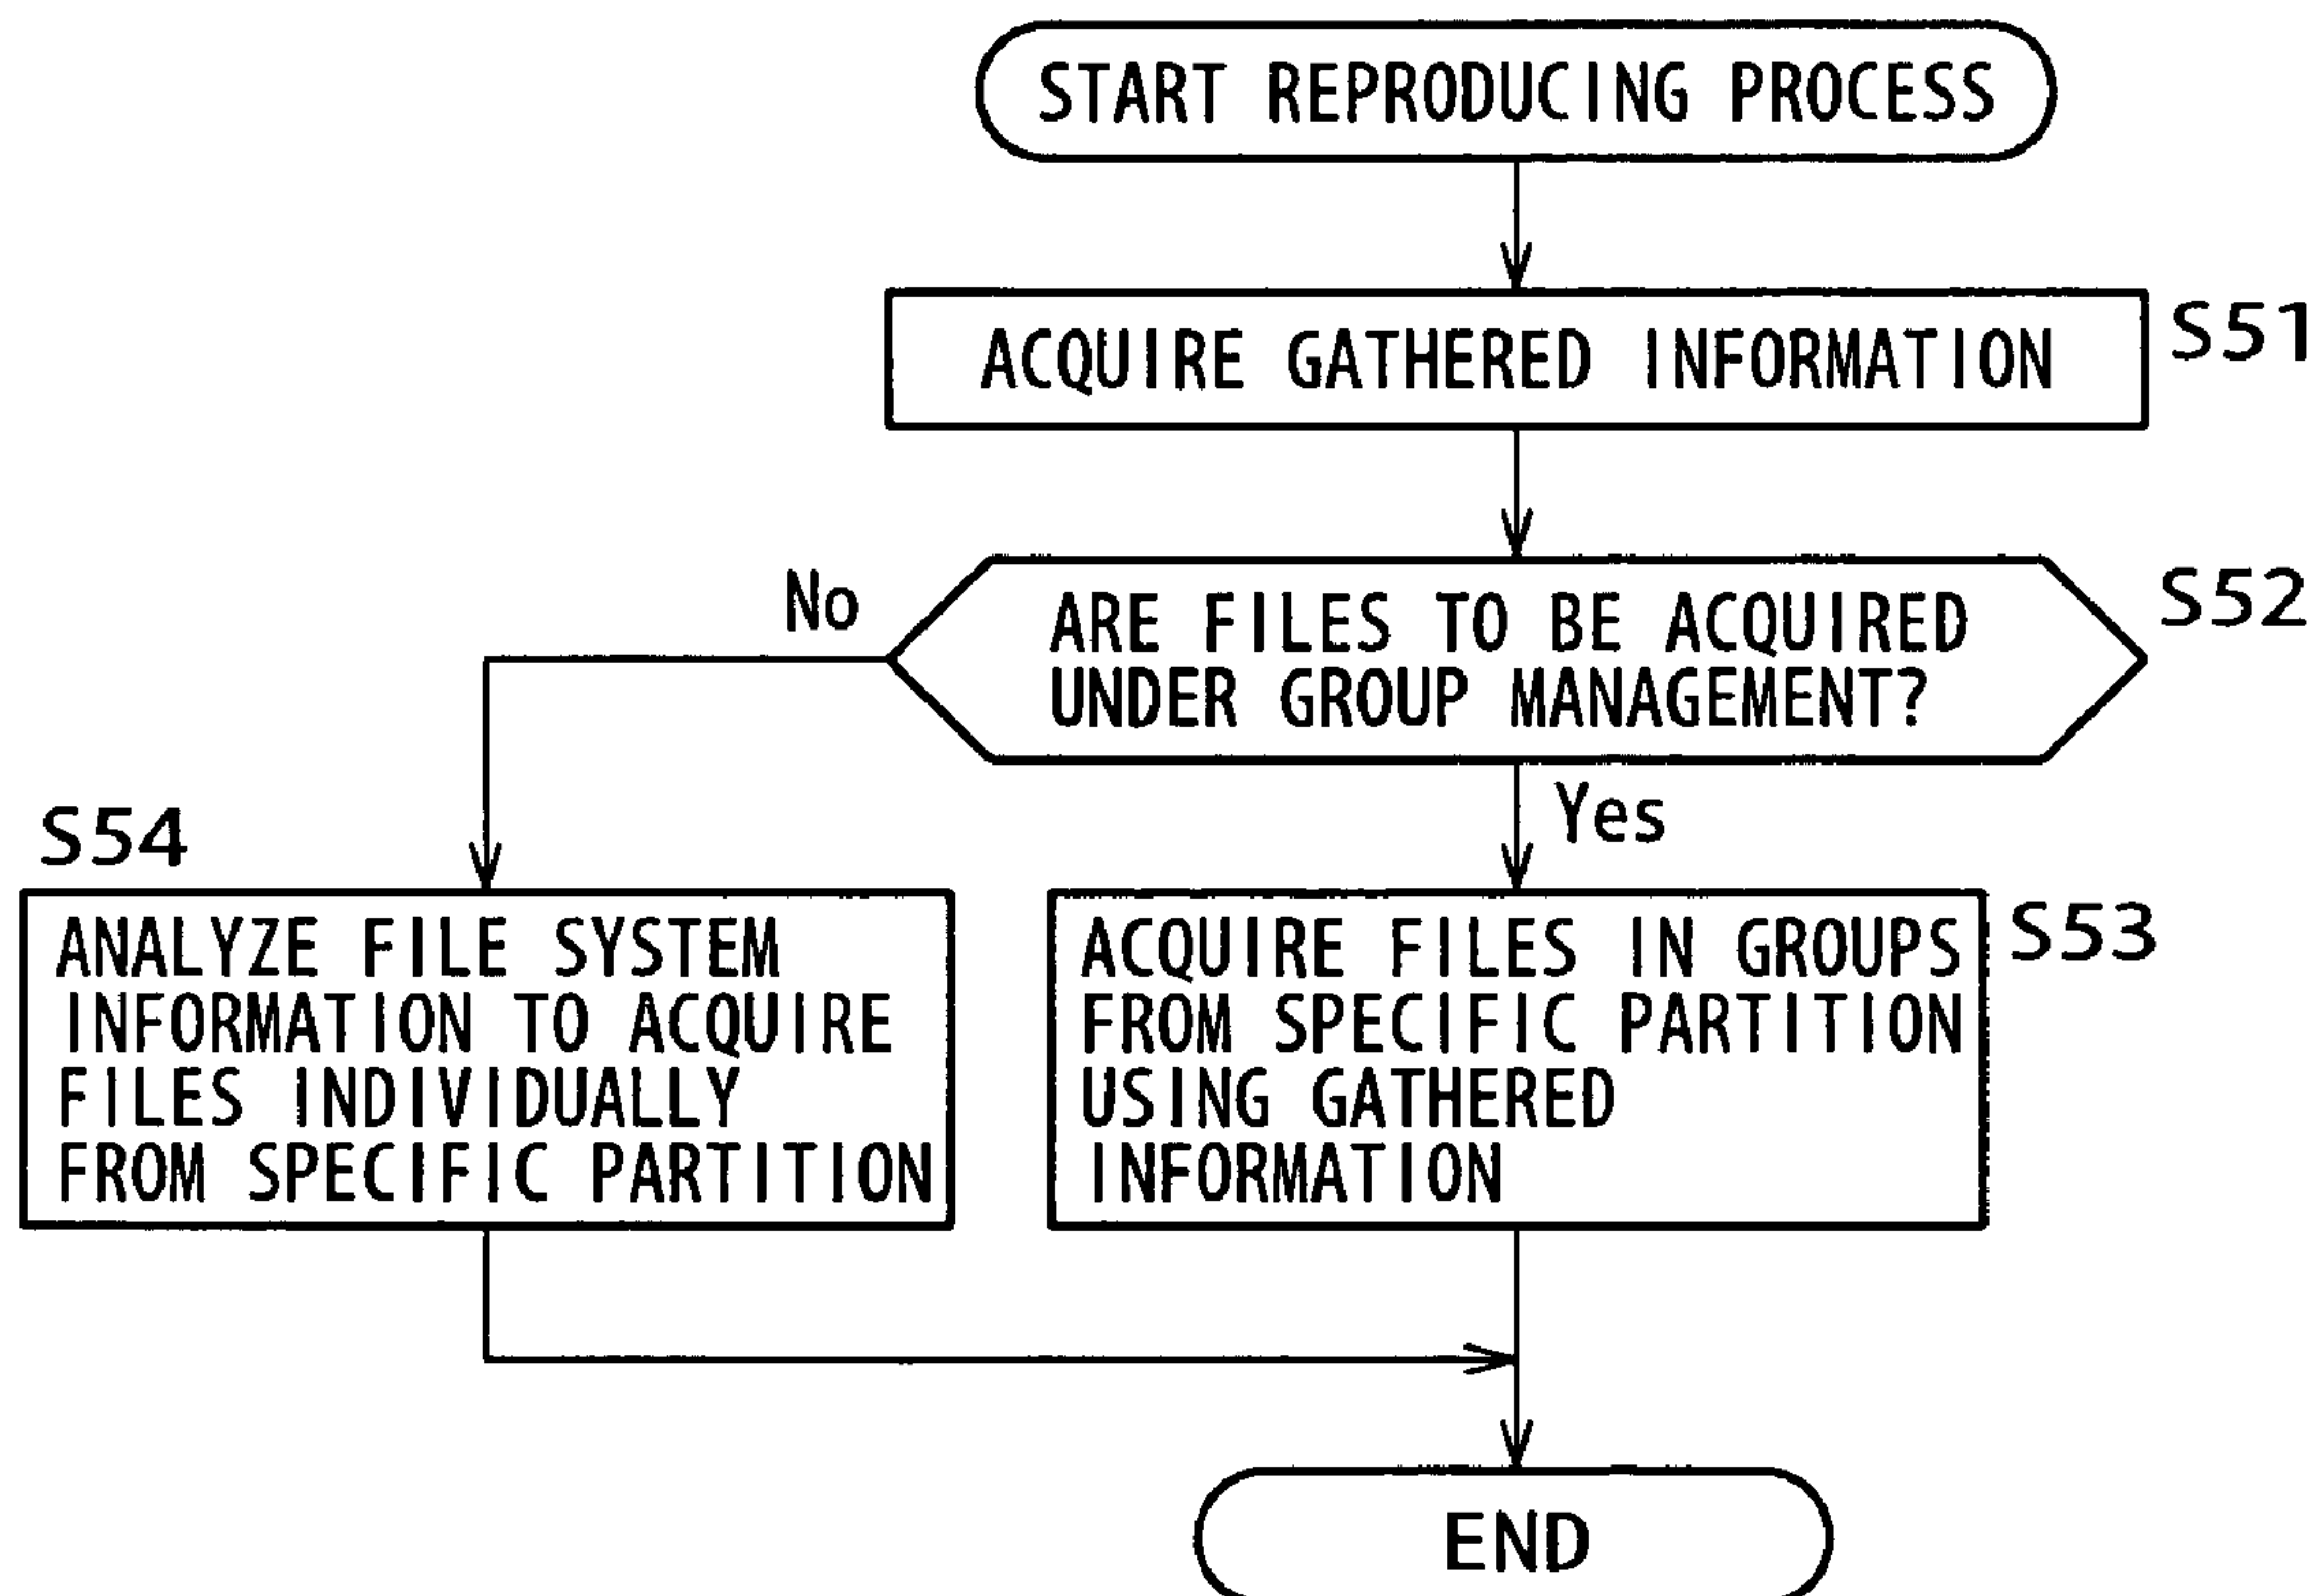 START REPRODUCING PROCESS
ACQUIRE GATHERED INFORMATION
S51
ARE FILES TO BE ACQUIRED
UNDER GROUP MANAGEMENT?
S52
No
Yes
S54
ANALYZE FILE SYSTEM
INFORMATION TO ACQUIRE
FILES INDIVIDUALLY
FROM SPECIFIC PARTITION
ACQUIRE FILES IN GROUPS
FROM SPECIFIC PARTITION
USING GATHERED
INFORMATION
S53
END